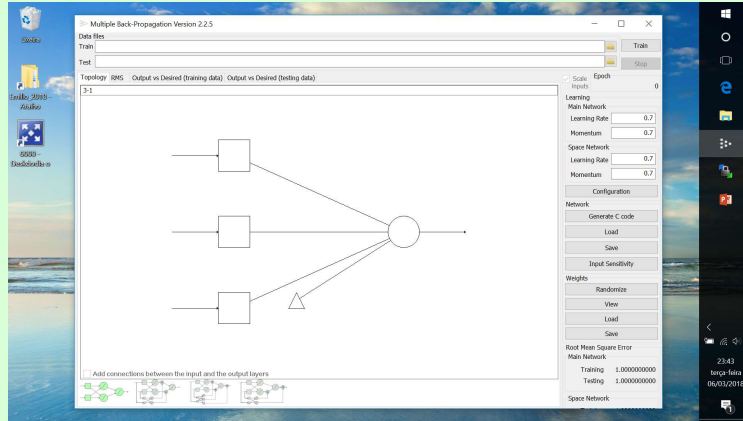 Multiple Back-Propagation Version 2.2.5
Data files
Train
Train
Test
Stop
Topology RMS Output vs Desired (training data) Output vs Desired (testing data)
3-1
Add connections between the input and the output layers
Scale Inputs
Epoch
0
Learning
Main Network
Learning Rate 0.7
Momentum 0.7
Space Network
Learning Rate 0.7
Momentum 0.7
Configuration
Network
Generate C code
Load
Save
Input Sensitivity
Weights
Randomize
View
Load
Save
Root Mean Square Error
Main Network
Training 1.0000000000
Testing 1.0000000000
Space Network
0000 -
23:43
terça-feira
06/03/2018